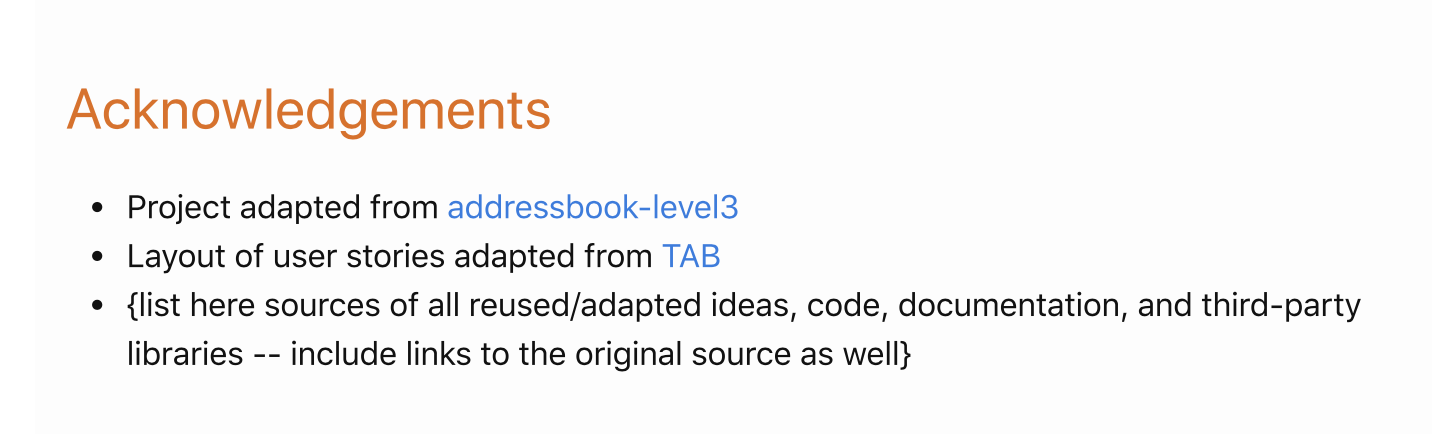 Acknowledgements
• Project adapted from addressbook-level3
• Layout of user stories adapted from TAB
• {list here sources of all reused/adapted ideas, code, documentation, and third-party
libraries -- include links to the original source as well}